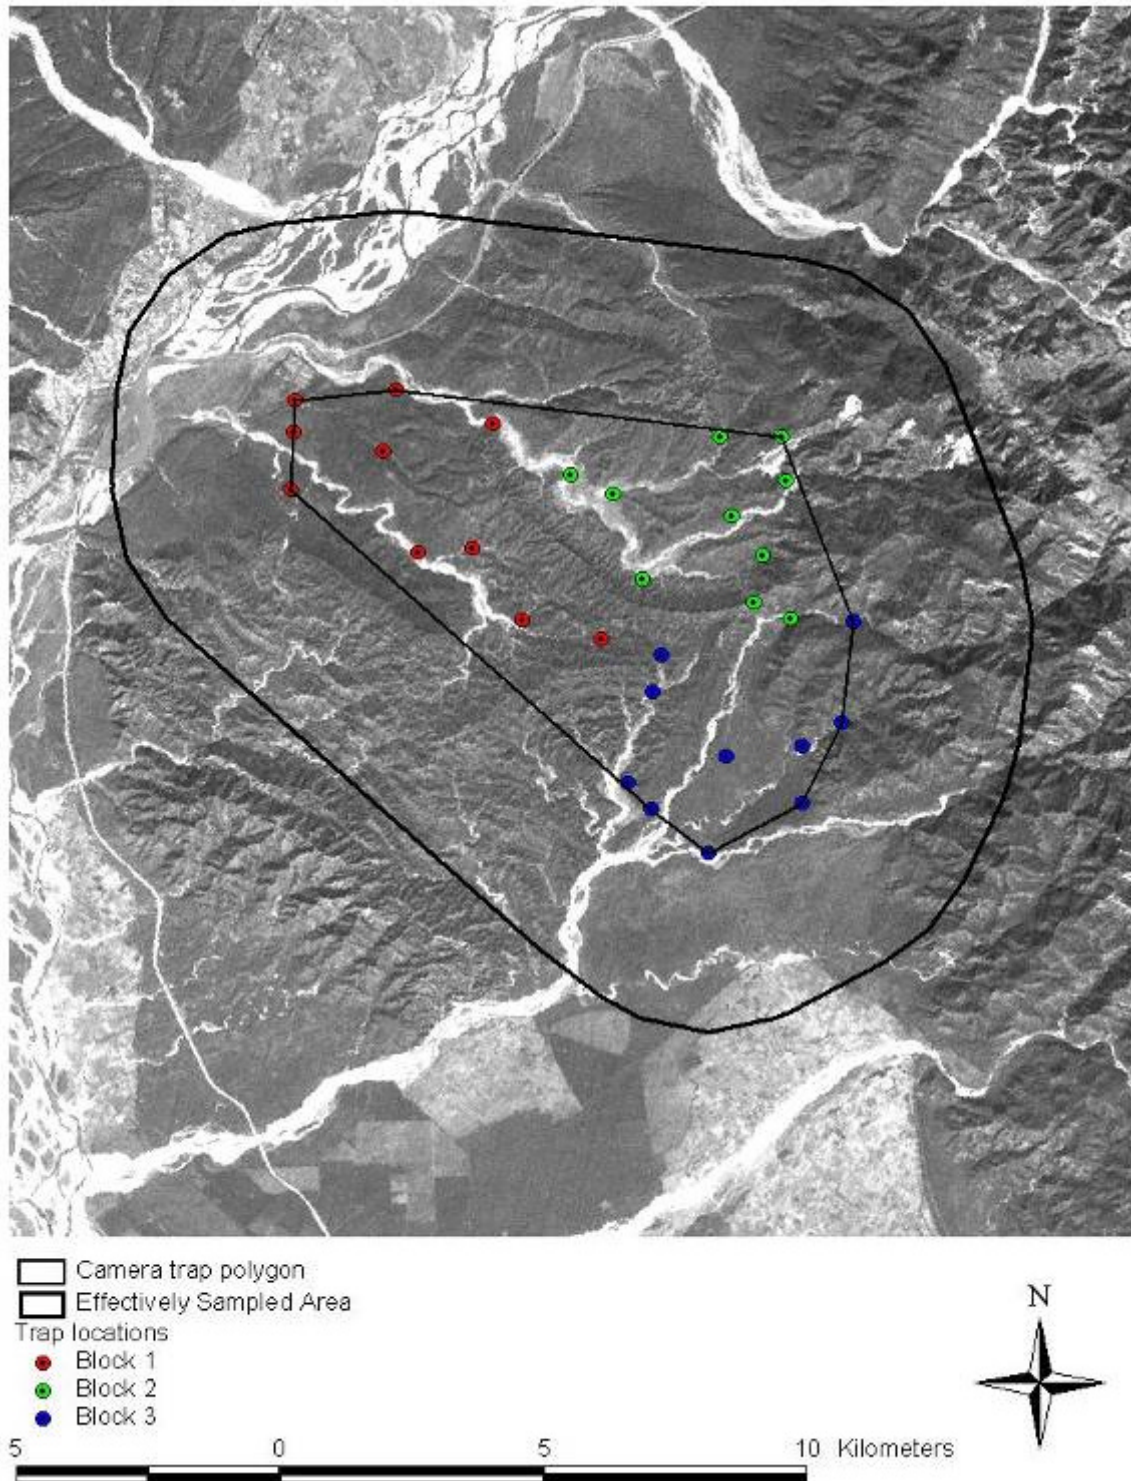 Camera trap polygon
Effectively Sampled Area
Trap locations
Block 1
Block 2
Block 3
N
5 0 5 10 Kilometers